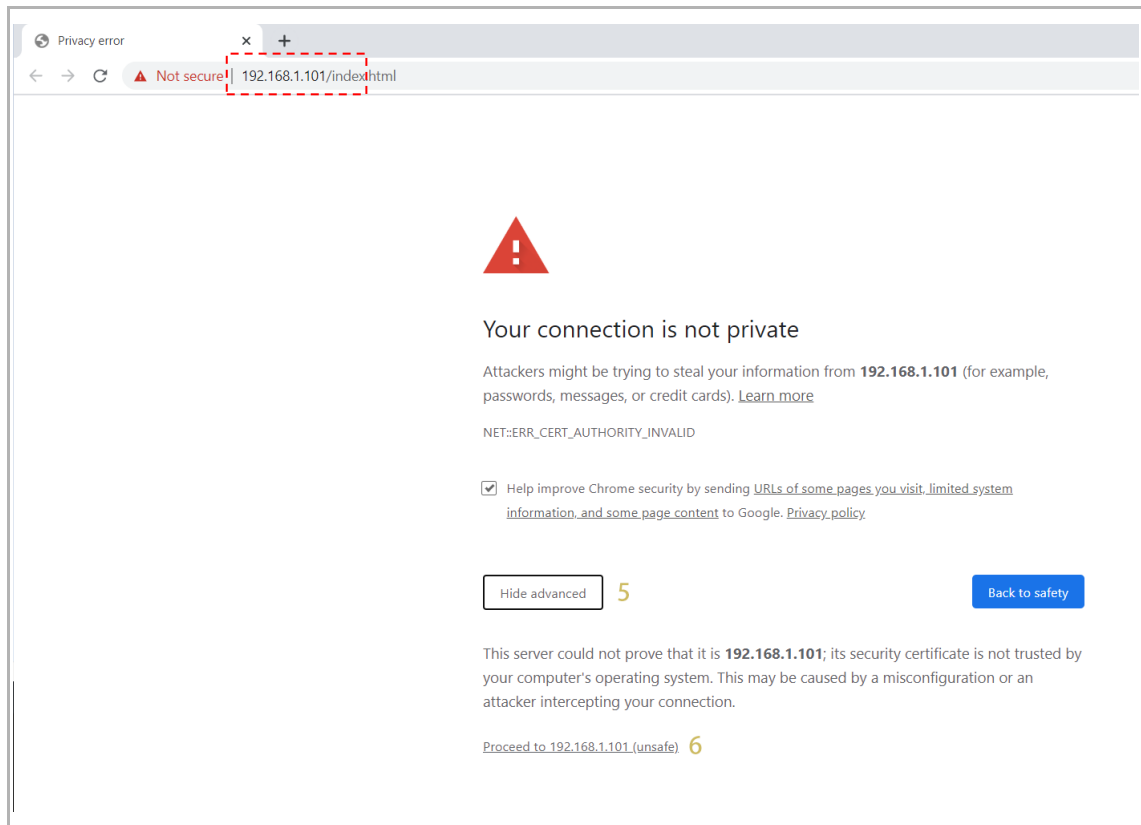 Privacy error
Not secure | 192.168.1.101/index.html
Your connection is not private
Attackers might be trying to steal your information from 192.168.1.101 (for example,
passwords, messages, or credit cards). Learn more
NET::ERR_CERT_AUTHORITY_INVALID
Help improve Chrome security by sending URLs of some pages you visit, limited system
information, and some page content to Google. Privacy policy
Hide advanced 5 Back to safety
This server could not prove that it is 192.168.1.101; its security certificate is not trusted by
your computer's operating system. This may be caused by a misconfiguration or an
attacker intercepting your connection.
Proceed to 192.168.1.101 (unsafe) 6